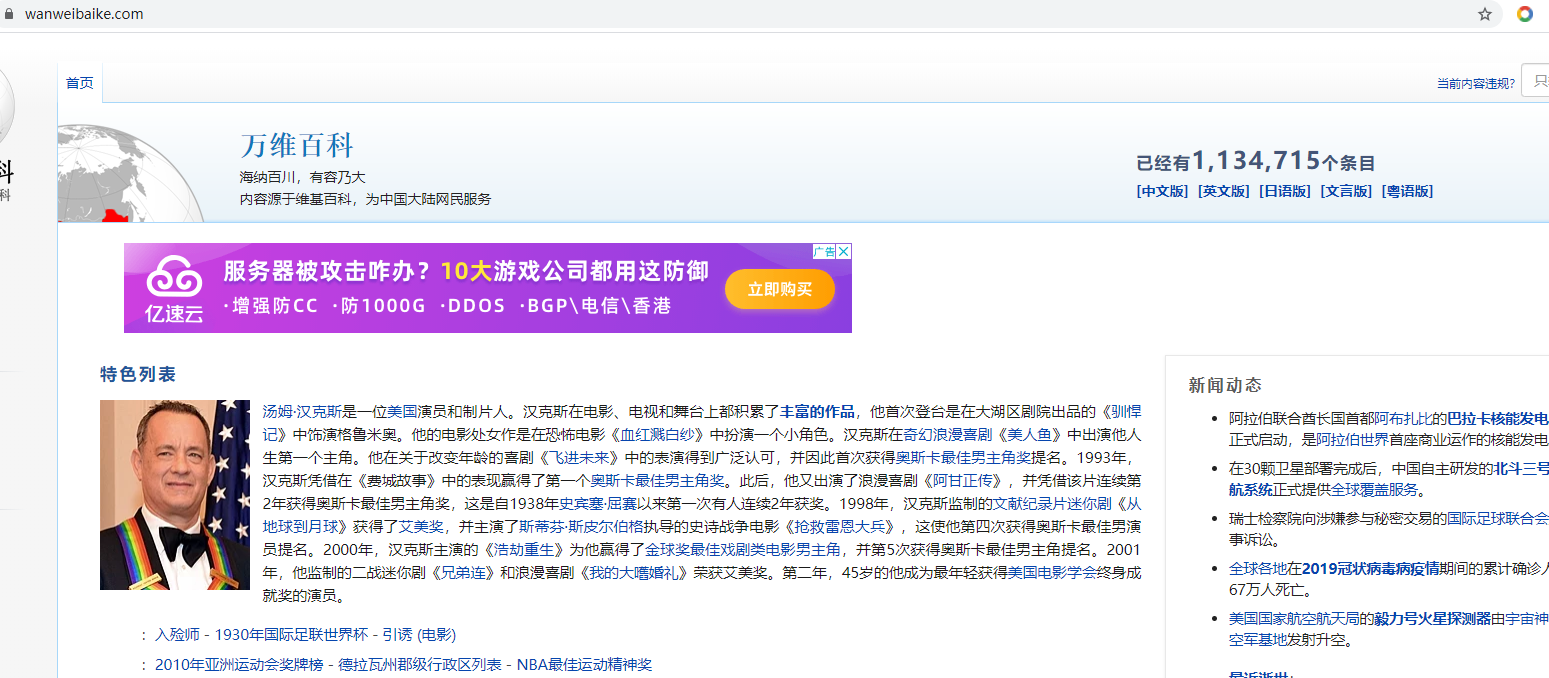 wanweibaike.com
首页
当前内容违规?
科
科
万维百科
海纳百川，有容乃大
内容源于维基百科，为中国大陆网民服务
已经有1,134,715个条目
[中文版] [英文版] [日语版] [文言版] [粤语版]
广告
亿速云
服务器被攻击咋办？10大游戏公司都用这防御
·增强防CC ·防1000G ·DDOS ·BGP\电信\香港
立即购买
特色列表
汤姆·汉克斯是一位美国演员和制片人。汉克斯在电影、电视和舞台上都积累了丰富的作品，他首次登台是在大湖区剧院出品的《驯悍
记》中饰演格鲁米奥。他的电影处女作是在恐怖电影《血红溅白纱》中扮演一个小角色。汉克斯在奇幻浪漫喜剧《美人鱼》中出演他人
生第一个主角。他在关于改变年龄的喜剧《飞进未来》中的表演得到广泛认可，并因此首次获得奥斯卡最佳男主角奖提名。1993年，
汉克斯凭借在《费城故事》中的表现赢得了第一个奥斯卡最佳男主角奖。此后，他又出演了浪漫喜剧《阿甘正传》，并凭借该片连续第
2年获得奥斯卡最佳男主角奖，这是自1938年史宾塞·屈赛以来第一次有人连续2年获奖。1998年，汉克斯监制的文献纪录片迷你剧《从
地球到月球》获得了艾美奖，并主演了斯蒂芬·斯皮尔伯格执导的史诗战争电影《抢救雷恩大兵》，这使他第四次获得奥斯卡最佳男演
员提名。2000年，汉克斯主演的《浩劫重生》为他赢得了金球奖最佳戏剧类电影男主角，并第5次获得奥斯卡最佳男主角提名。2001
年，他监制的二战迷你剧《兄弟连》和浪漫喜剧《我的大嚐婚礼》荣获艾美奖。第二年，45岁的他成为最年轻获得美国电影学会终身成
就奖的演员。
: 入殓师 - 1930年国际足联世界杯 - 引诱 (电影)
: 2010年亚洲运动会奖牌榜 - 德拉瓦州郡级行政区列表 - NBA最佳运动精神奖
新闻动态
阿拉伯联合酋长国首都阿布扎比的巴拉卡核能发电
正式启动，是阿拉伯世界首座商业运作的核能发电
在30颗卫星部署完成后，中国自主研发的北斗三号
航系统正式提供全球覆盖服务。
瑞士检察院向涉嫌参与秘密交易的国际足球联合会
事诉讼。
全球各地在2019冠状病毒病疫情期间的累计确诊人
67万人死亡。
美国国家航空航天局的毅力号火星探测器由宇宙神
空军基地发射升空。